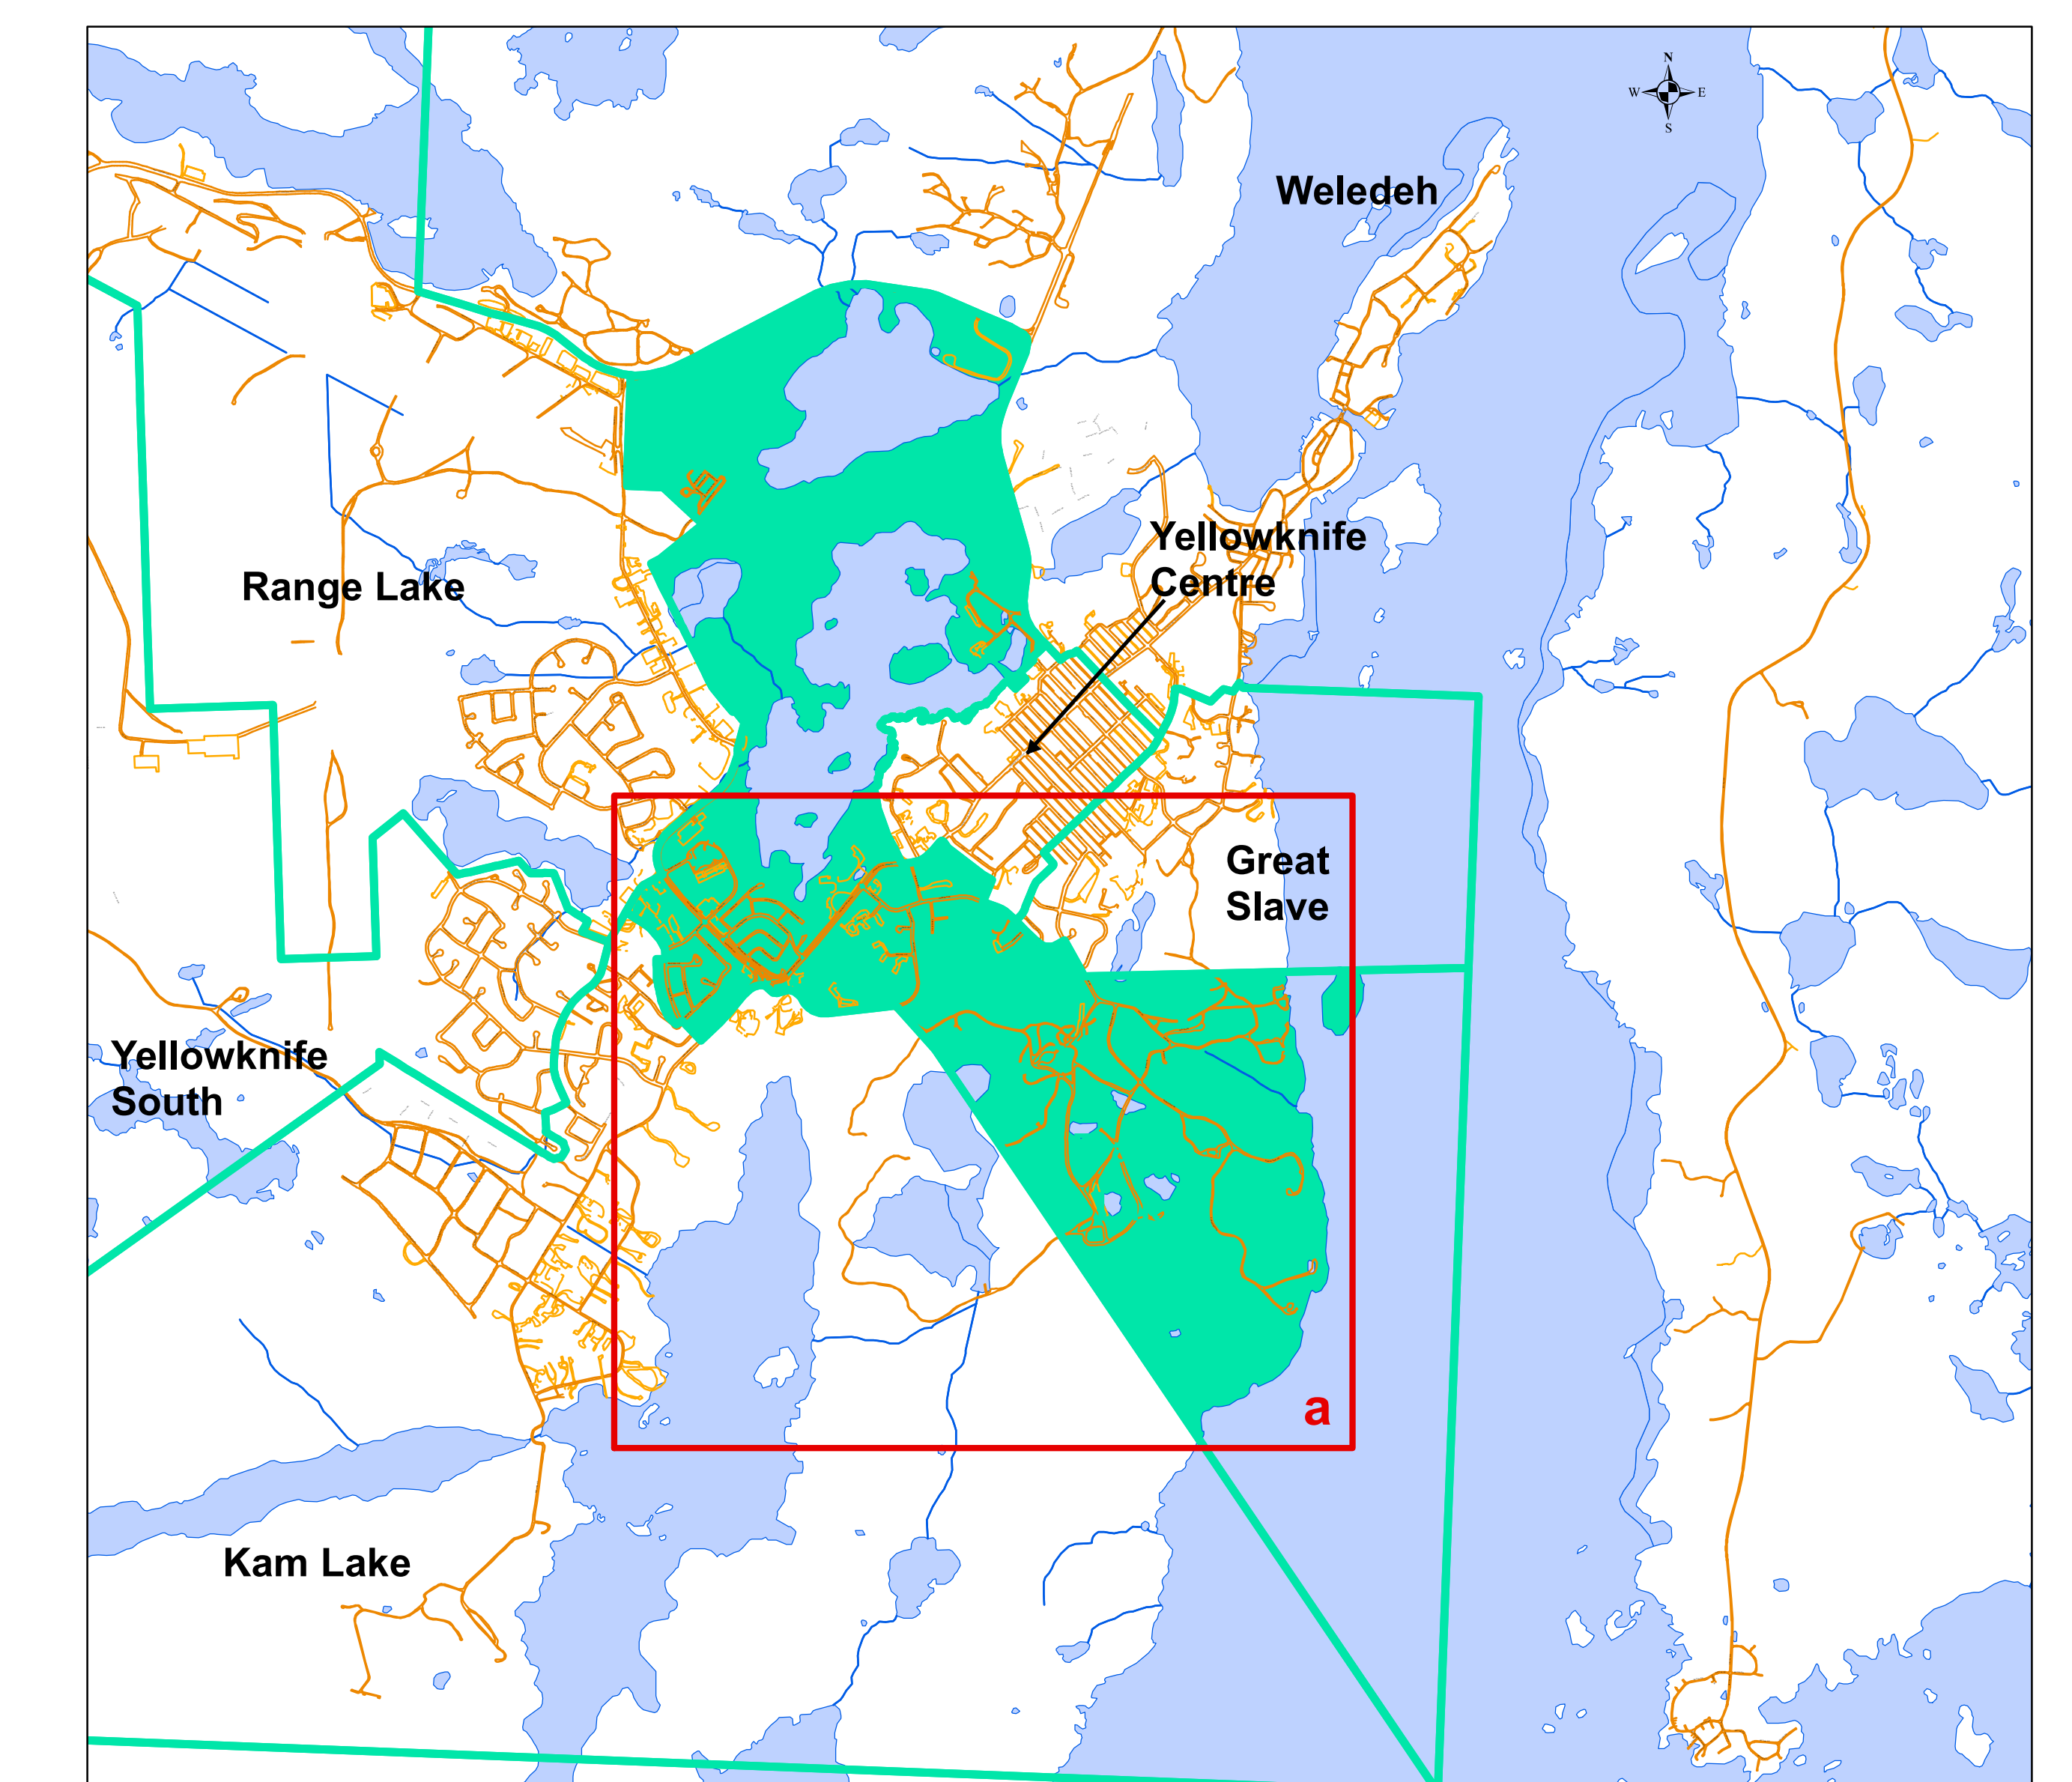 N
W E
S
Weledeh
Yellowknife
Centre
Range Lake
Great
Slave
Yellowknife
South
a
Kam Lake